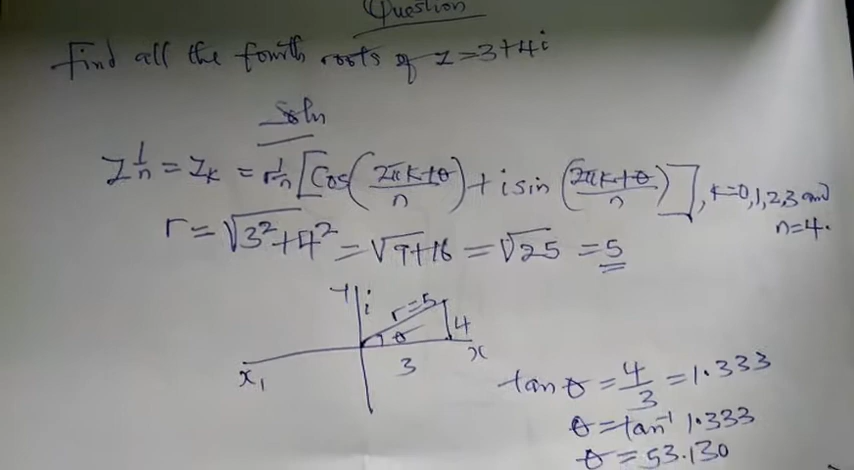 Question
Find all the fourth roots of z=3+4i
Soln
Z^1/n = Z_k = r^1/n [Cos(2πk+θ/n) + i sin(2πk+θ/n)], k=0,1,2,3 and
n=4.
r = √3²+4² = √9+16 = √25 = 5
y i
r=5
4
θ
x
3
x₁
tan θ = 4/3 = 1.333
θ = tan⁻¹ 1.333
θ = 53.130